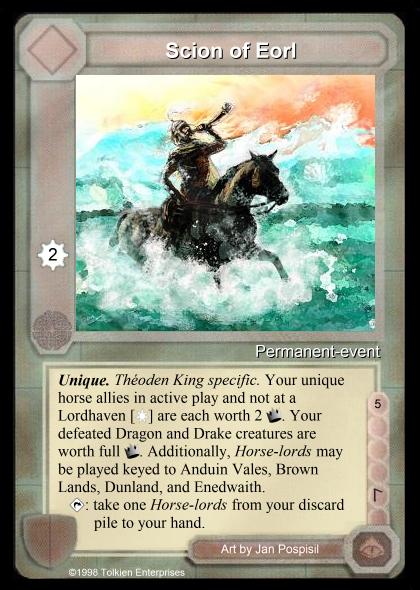 Scion of Eorl
2
Permanent-event
Unique. Théoden King specific. Your unique
horse allies in active play and not at a
Lordhaven [ ] are each worth 2 . Your
defeated Dragon and Drake creatures are
worth full . Additionally, Horse-lords may
be played keyed to Anduin Vales, Brown
Lands, Dunland, and Enedwaith.
: take one Horse-lords from your discard
pile to your hand.
5
Art by Jan Pospisil
©1998 Tolkien Enterprises